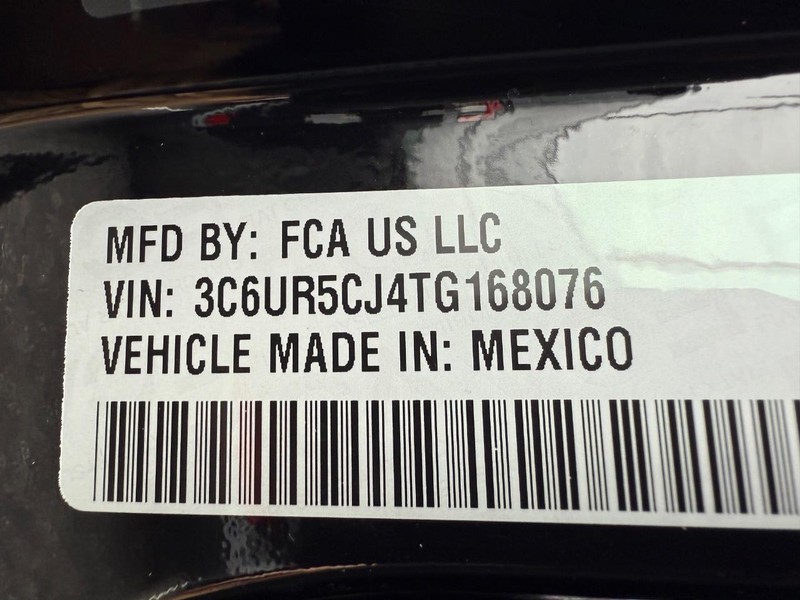 MFD BY: FCA US LLC
VIN: 3C6UR5CJ4TG168076
VEHICLE MADE IN: MEXICO